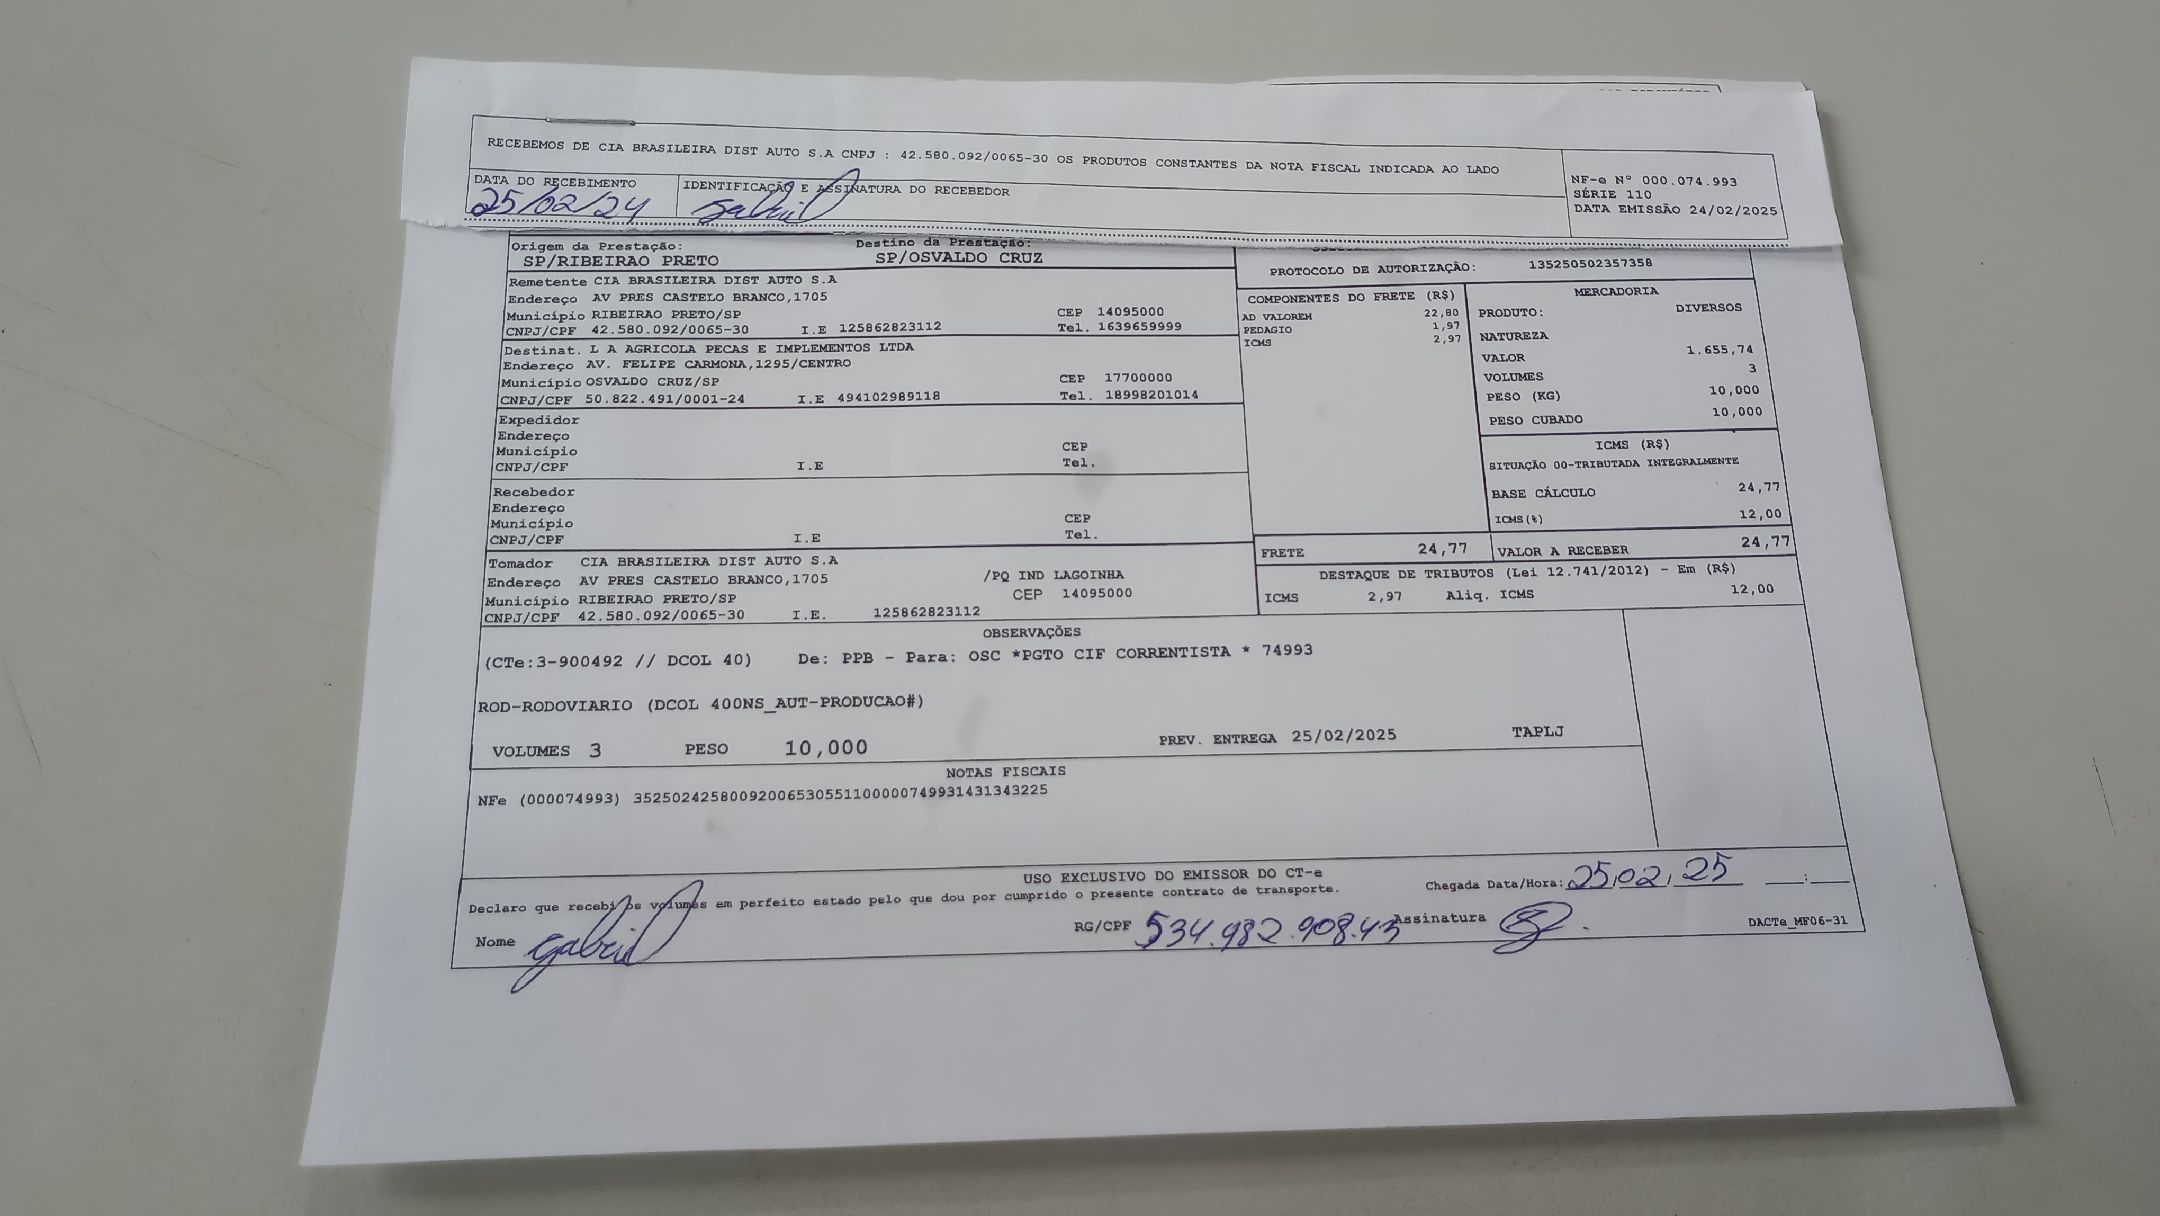 RECEBEMOS DE CIA BRASILEIRA DIST AUTO S.A CNPJ : 42.580.092/0065-30 OS PRODUTOS CONSTANTES DA NOTA FISCAL INDICADA AO LADO
NF-e Nº 000.074.993
SÉRIE 110
DATA EMISSÃO 24/02/2025
DATA DO RECEBIMENTO
25/02/24
IDENTIFICAÇÃO E ASSINATURA DO RECEBEDOR
Gabriel
Origem da Prestação: Destino da Prestação:
SP/RIBEIRAO PRETO SP/OSVALDO CRUZ
Remetente CIA BRASILEIRA DIST AUTO S.A
Endereço AV PRES CASTELO BRANCO,1705
Município RIBEIRAO PRETO/SP CEP 14095000
CNPJ/CPF 42.580.092/0065-30 I.E 125862823112 Tel. 1639659999
Destinat. L A AGRICOLA PECAS E IMPLEMENTOS LTDA
Endereço AV. FELIPE CARMONA,1295/CENTRO
Município OSVALDO CRUZ/SP CEP 17700000
CNPJ/CPF 50.822.491/0001-24 I.E 494102989118 Tel. 18998201014
Expedidor
Endereço
Município CEP
CNPJ/CPF I.E Tel.
Recebedor
Endereço
Município CEP
CNPJ/CPF I.E Tel.
Tomador CIA BRASILEIRA DIST AUTO S.A
Endereço AV PRES CASTELO BRANCO,1705 /PQ IND LAGOINHA
Município RIBEIRAO PRETO/SP CEP 14095000
CNPJ/CPF 42.580.092/0065-30 I.E. 125862823112
PROTOCOLO DE AUTORIZAÇÃO: 135250502357358
COMPONENTES DO FRETE (R$)
AD VALOREM 22,80
PEDAGIO 1,97
ICMS 2,97
MERCADORIA
PRODUTO: DIVERSOS
NATUREZA
VALOR 1.655,74
VOLUMES 3
PESO (KG) 10,000
PESO CUBADO 10,000
ICMS (R$)
SITUAÇÃO 00-TRIBUTADA INTEGRALMENTE
BASE CÁLCULO 24,77
ICMS(%) 12,00
FRETE 24,77 VALOR A RECEBER 24,77
DESTAQUE DE TRIBUTOS (Lei 12.741/2012) - Em (R$)
ICMS 2,97 Aliq. ICMS 12,00
OBSERVAÇÕES
(CTe:3-900492 // DCOL 40) De: PPB - Para: OSC *PGTO CIF CORRENTISTA * 74993
ROD-RODOVIARIO (DCOL 400NS_AUT-PRODUCAO#)
VOLUMES 3 PESO 10,000 PREV. ENTREGA 25/02/2025 TAPLJ
NOTAS FISCAIS
NFe (000074993) 35250242580092006530551100000749931431343225
USO EXCLUSIVO DO EMISSOR DO CT-e
Declaro que recebi os volumes em perfeito estado pelo que dou por cumprido o presente contrato de transporte.
Chegada Data/Hora: 25,02, 25 __:__
Nome Gabriel RG/CPF 534.982.908.43 Assinatura
DACTe_MF06-31